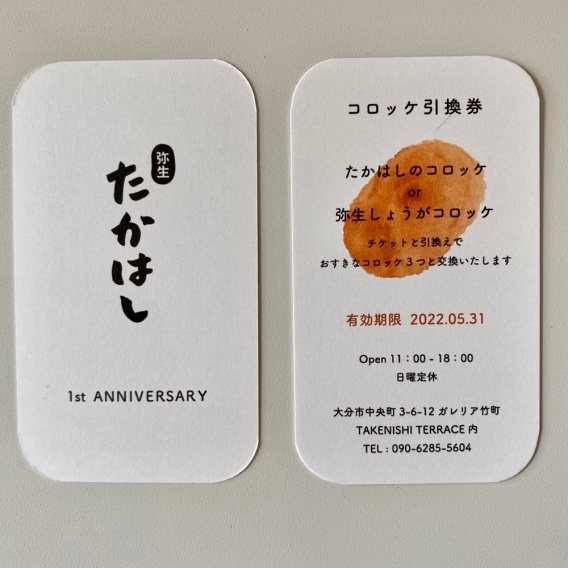 弥生
たかはし
1st ANNIVERSARY
コロッケ引換券
たかはしのコロッケ
or
弥生しょうがコロッケ
チケットと引換えで
おすきなコロッケ3つと交換いたします
有効期限 2022.05.31
Open 11：00 - 18：00
日曜定休
大分市中央町 3-6-12 ガレリア竹町
TAKENISHI TERRACE 内
TEL : 090-6285-5604